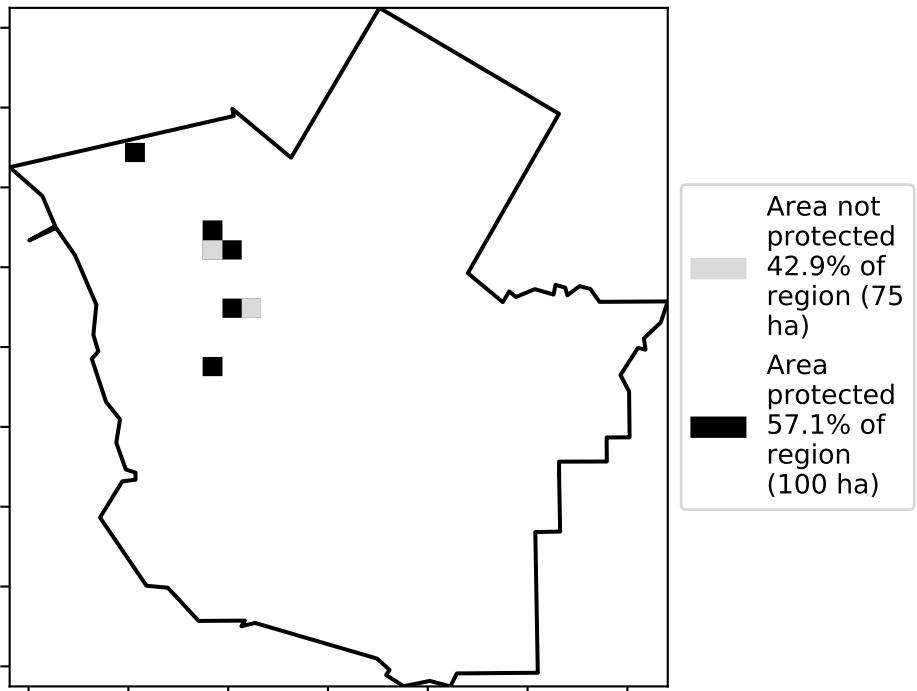 Area not
protected
42.9% of
region (75
ha)
Area
protected
57.1% of
region
(100 ha)